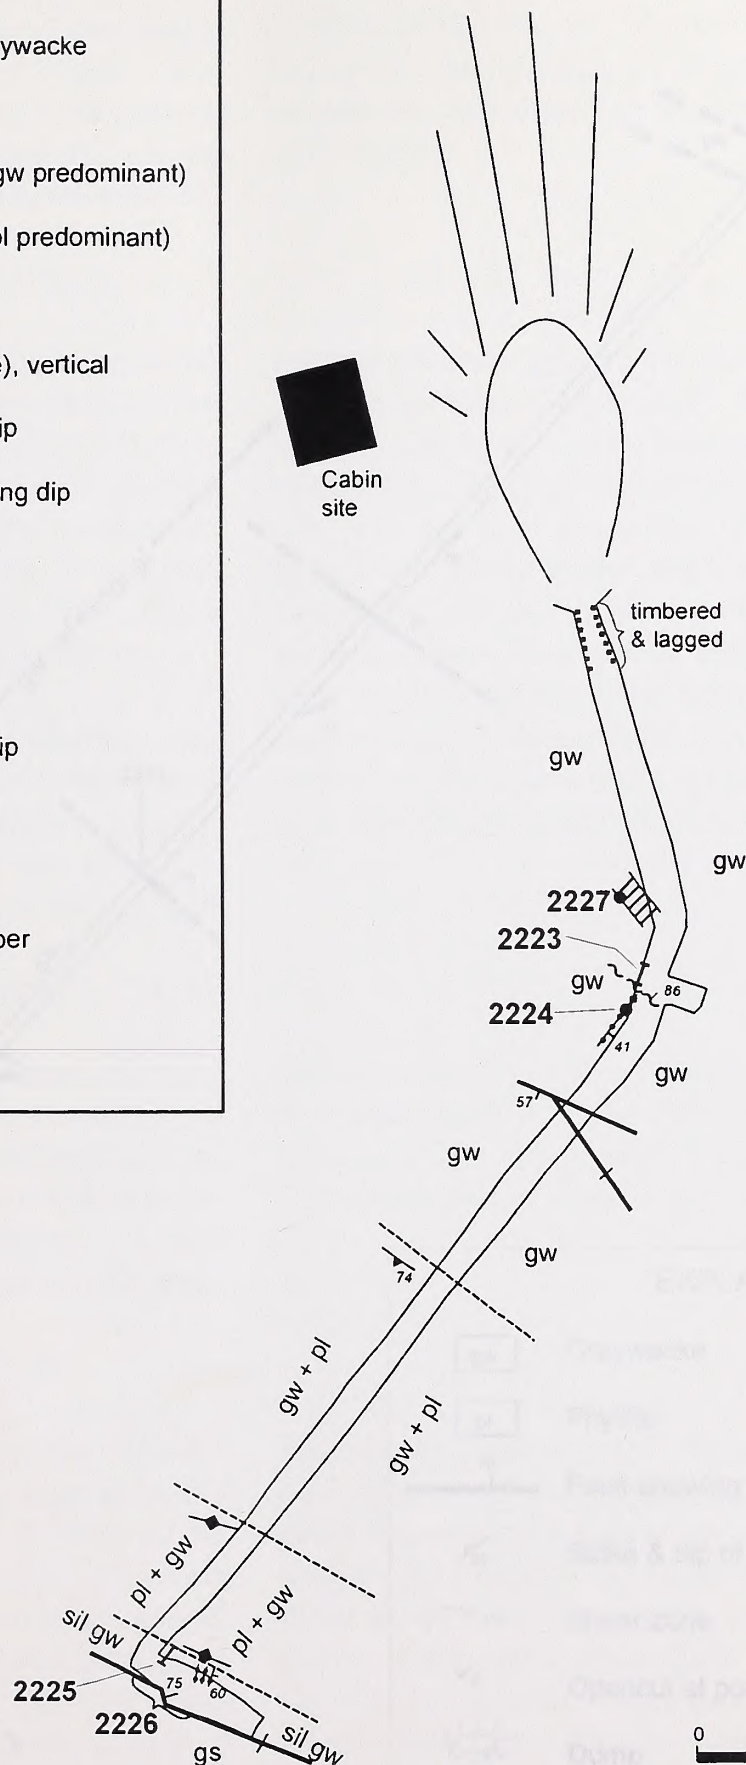 ywacke
gw predominant)
pl predominant)
e), vertical
ip
ng dip
ip
ber
Cabin
site
timbered
& lagged
gw
gw
2227
2223
gw
86
2224
41
gw
57
gw
gw
74
gw + pl
gw + pl
pl + gw
pl + gw
sil gw
75
60
2225
2226
sil gw
gs
0